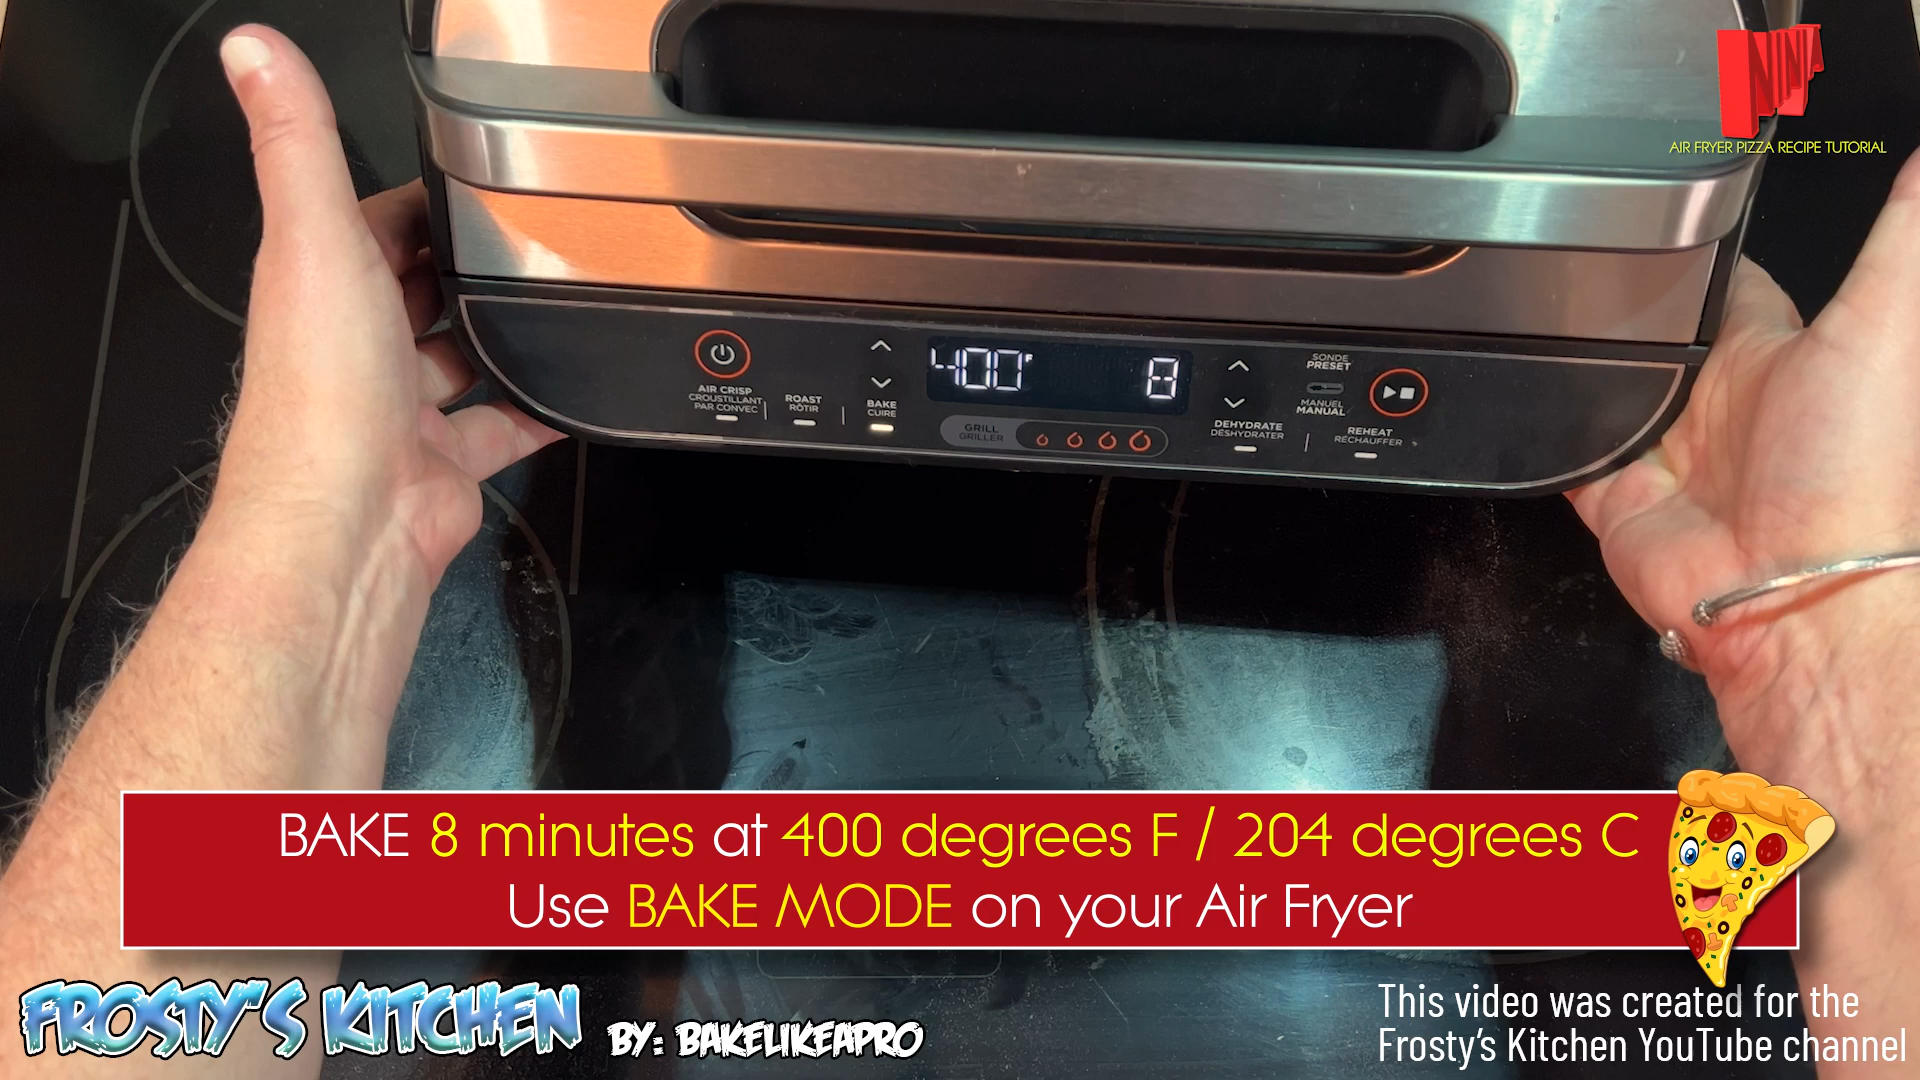 NINJA
AIR FRYER PIZZA RECIPE TUTORIAL
400°F 8
AIR CRISP
CROUSTILLANT
PAR CONVEC
ROAST
RÔTIR
BAKE
CUIRE
GRILL
GRILLER
DEHYDRATE
DÉSHYDRATER
SONDE
PRESET
MANUEL
MANUAL
REHEAT
RÉCHAUFFER
BAKE 8 minutes at 400 degrees F / 204 degrees C
Use BAKE MODE on your Air Fryer
FROSTY'S KITCHEN BY: BAKELIKEAPRO
This video was created for the
Frosty's Kitchen YouTube channel